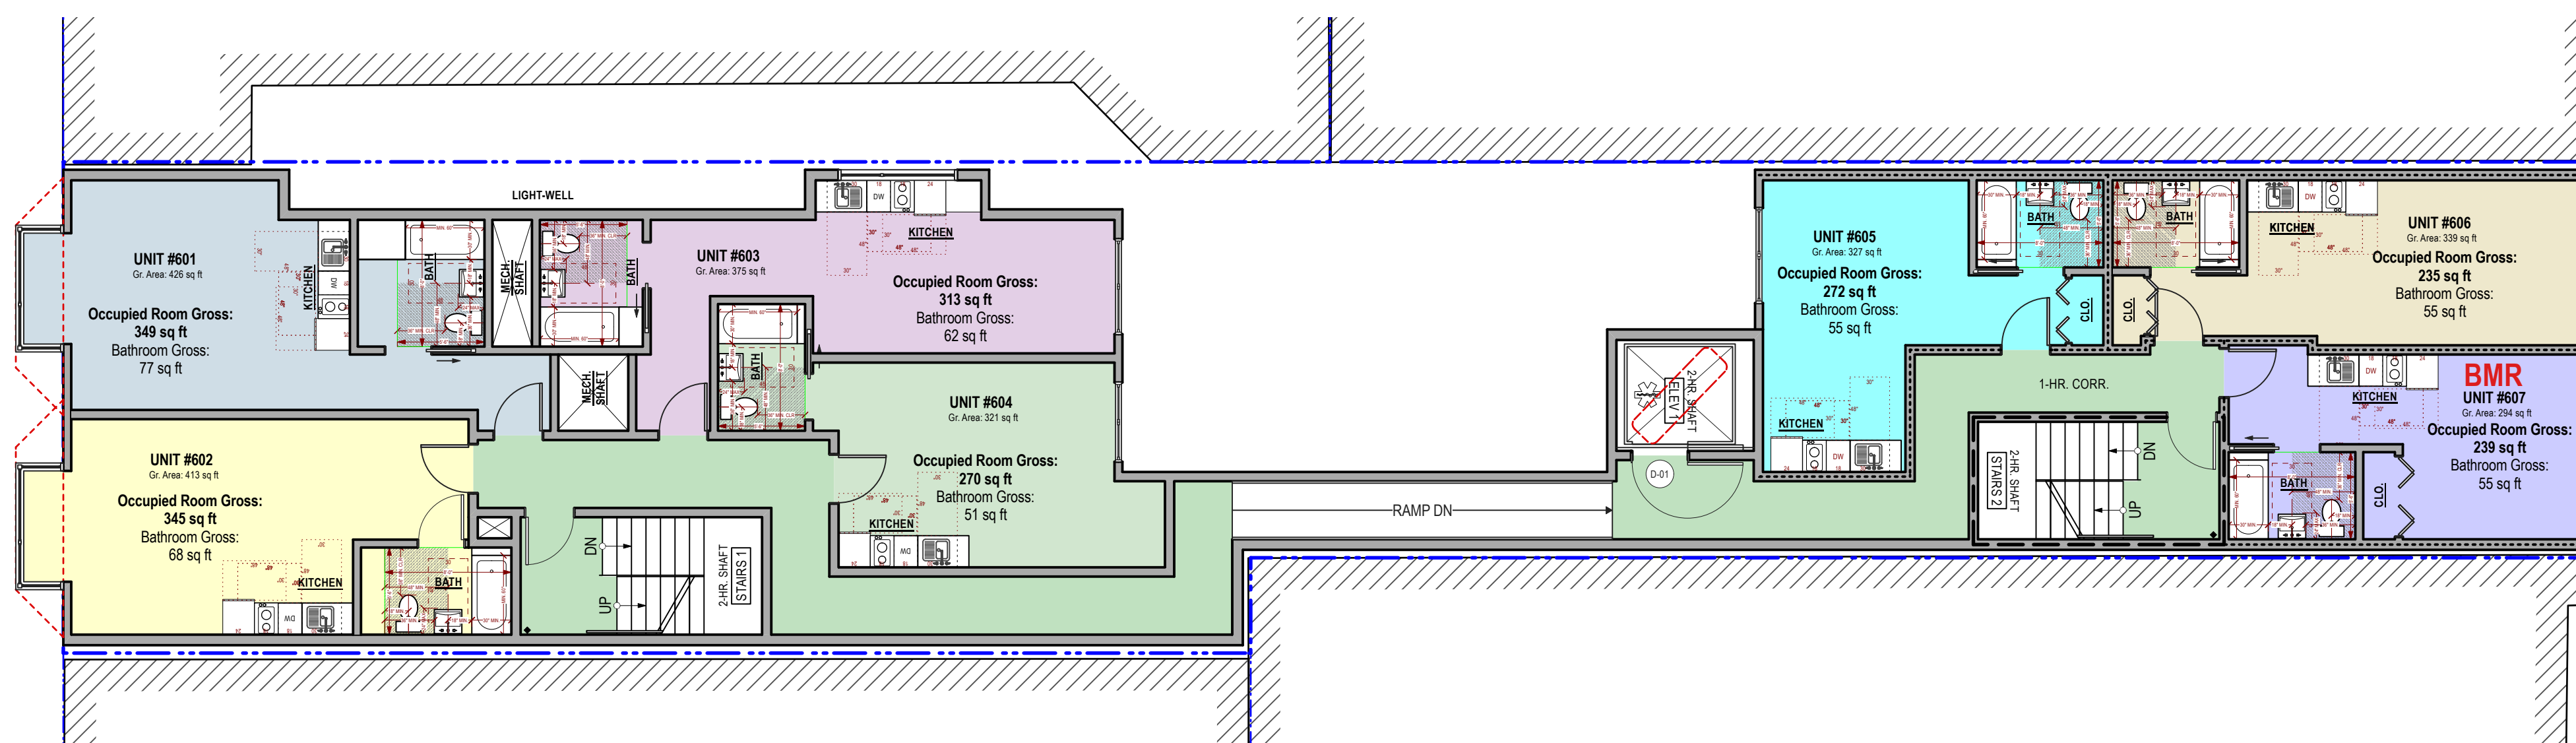 LIGHT-WELL
UNIT #601
Gr. Area: 426 sq ft
Occupied Room Gross:
349 sq ft
Bathroom Gross:
77 sq ft
KITCHEN
DW
BATH
MECH.
SHAFT
MECH.
SHAFT
UNIT #602
Gr. Area: 413 sq ft
Occupied Room Gross:
345 sq ft
Bathroom Gross:
68 sq ft
KITCHEN
DW
BATH
DN
UP
2-HR. SHAFT
STAIRS 1
BATH
UNIT #603
Gr. Area: 375 sq ft
KITCHEN
DW
Occupied Room Gross:
313 sq ft
Bathroom Gross:
62 sq ft
BATH
UNIT #604
Gr. Area: 321 sq ft
Occupied Room Gross:
270 sq ft
Bathroom Gross:
51 sq ft
KITCHEN
DW
RAMP DN
D-01
2-HR. SHAFT
ELEV 1
UNIT #605
Gr. Area: 327 sq ft
Occupied Room Gross:
272 sq ft
Bathroom Gross:
55 sq ft
KITCHEN
DW
BATH
CLO.
1-HR. CORR.
2-HR. SHAFT
STAIRS 2
DN
UP
BATH
CLO.
KITCHEN
DW
UNIT #606
Gr. Area: 339 sq ft
Occupied Room Gross:
235 sq ft
Bathroom Gross:
55 sq ft
BMR
UNIT #607
Gr. Area: 294 sq ft
Occupied Room Gross:
239 sq ft
Bathroom Gross:
55 sq ft
KITCHEN
DW
BATH
CLO.